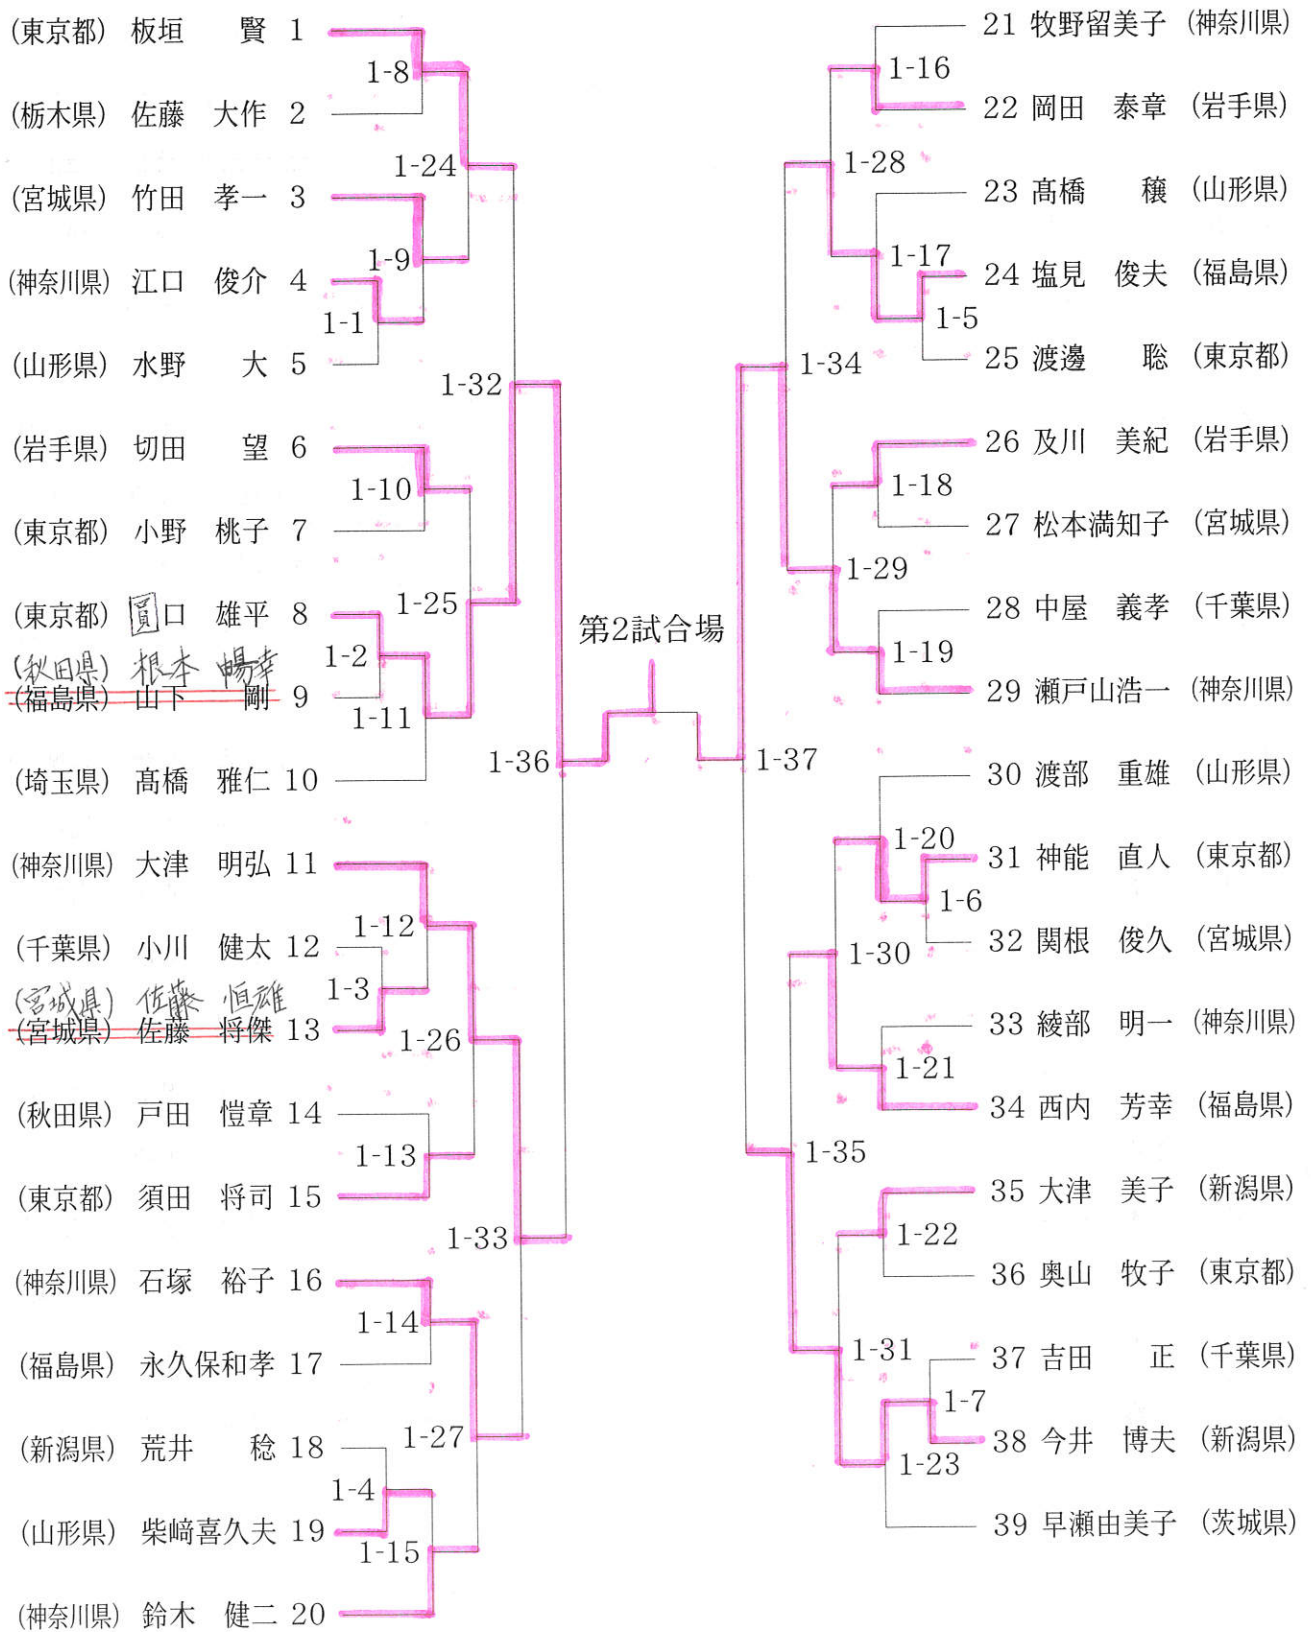 (東京都) 板垣 賢 1
1-8
(栃木県) 佐藤 大作 2
1-24
(宮城県) 竹田 孝一 3
1-9
(神奈川県) 江口 俊介 4
1-1
(山形県) 水野 大 5
1-32
(岩手県) 切田 望 6
1-10
(東京都) 小野 桃子 7
1-25
(東京都) 圓口 雄平 8
1-2
(秋田県) 根本 暢幸
(福島県) 山下 剛 9
1-11
1-36
(埼玉県) 髙橋 雅仁 10
(神奈川県) 大津 明弘 11
1-12
(千葉県) 小川 健太 12
1-3
(宮城県) 佐藤 恒雄
(宮城県) 佐藤 将傑 13
1-26
(秋田県) 戸田 愷章 14
1-13
(東京都) 須田 将司 15
1-33
(神奈川県) 石塚 裕子 16
1-14
(福島県) 永久保和孝 17
1-27
(新潟県) 荒井 稔 18
1-4
(山形県) 柴﨑喜久夫 19
1-15
(神奈川県) 鈴木 健二 20
第2試合場
21 牧野留美子 (神奈川県)
1-16
22 岡田 泰章 (岩手県)
1-28
23 髙橋 穣 (山形県)
1-17
24 塩見 俊夫 (福島県)
1-5
25 渡邊 聡 (東京都)
1-34
26 及川 美紀 (岩手県)
1-18
27 松本満知子 (宮城県)
1-29
28 中屋 義孝 (千葉県)
1-19
29 瀬戸山浩一 (神奈川県)
1-37
30 渡部 重雄 (山形県)
1-20
31 神能 直人 (東京都)
1-6
32 関根 俊久 (宮城県)
1-30
33 綾部 明一 (神奈川県)
1-21
34 西内 芳幸 (福島県)
1-35
35 大津 美子 (新潟県)
1-22
36 奥山 牧子 (東京都)
1-31
37 吉田 正 (千葉県)
1-7
38 今井 博夫 (新潟県)
1-23
39 早瀬由美子 (茨城県)